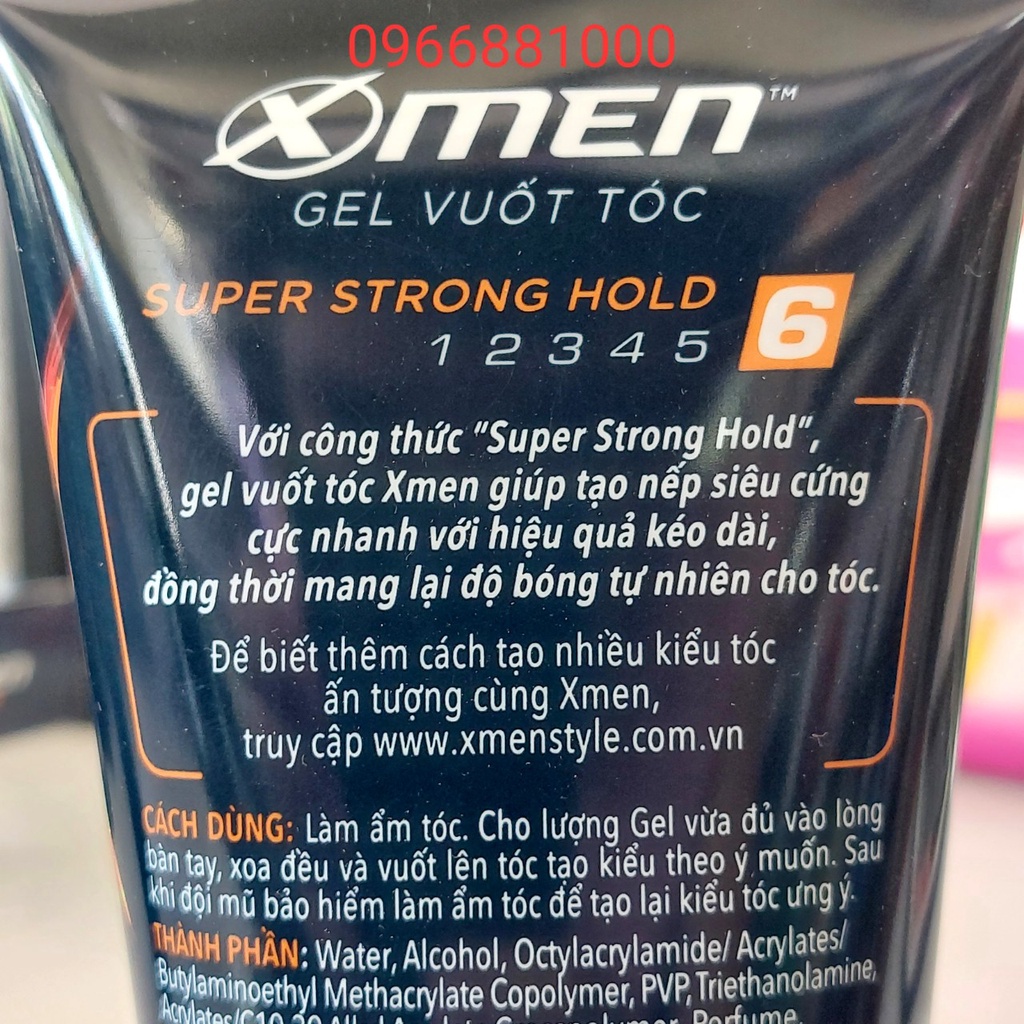 0966881000
XMEN™
GEL VUỐT TÓC
SUPER STRONG HOLD
1 2 3 4 5 6
Với công thức “Super Strong Hold”,
gel vuốt tóc Xmen giúp tạo nếp siêu cứng
cực nhanh với hiệu quả kéo dài,
đồng thời mang lại độ bóng tự nhiên cho tóc.
Để biết thêm cách tạo nhiều kiểu tóc
ấn tượng cùng Xmen,
truy cập www.xmenstyle.com.vn
CÁCH DÙNG: Làm ẩm tóc. Cho lượng Gel vừa đủ vào lòng
bàn tay, xoa đều và vuốt lên tóc tạo kiểu theo ý muốn. Sau
khi đội mũ bảo hiểm làm ẩm tóc để tạo lại kiểu tóc ưng ý.
THÀNH PHẦN: Water, Alcohol, Octylacrylamide/ Acrylates/
Butylaminoethyl Methacrylate Copolymer, PVP, Triethanolamine,
Perfume,